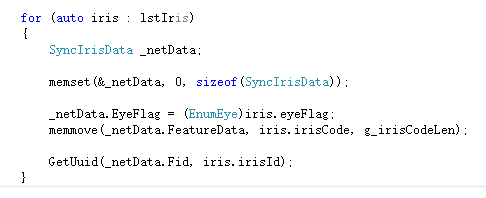 for (auto iris : lstIris)
{
SyncIrisData _netData;
memset(&_netData, 0, sizeof(SyncIrisData));
_netData.EyeFlag = (EnumEye)iris.eyeFlag;
memmove(_netData.FeatureData, iris.irisCode, g_irisCodeLen);
GetUuid(_netData.Fid, iris.irisId);
}